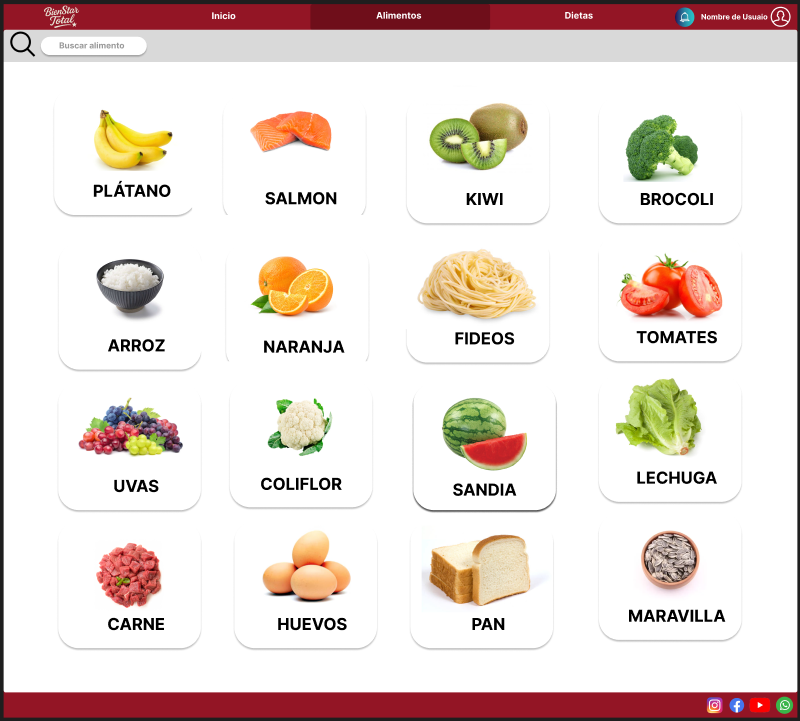 BienStar
Total
Inicio
Alimentos
Dietas
Nombre de Usuaio
Buscar alimento
PLÁTANO
SALMON
KIWI
BROCOLI
ARROZ
NARANJA
FIDEOS
TOMATES
UVAS
COLIFLOR
SANDIA
LECHUGA
CARNE
HUEVOS
PAN
MARAVILLA